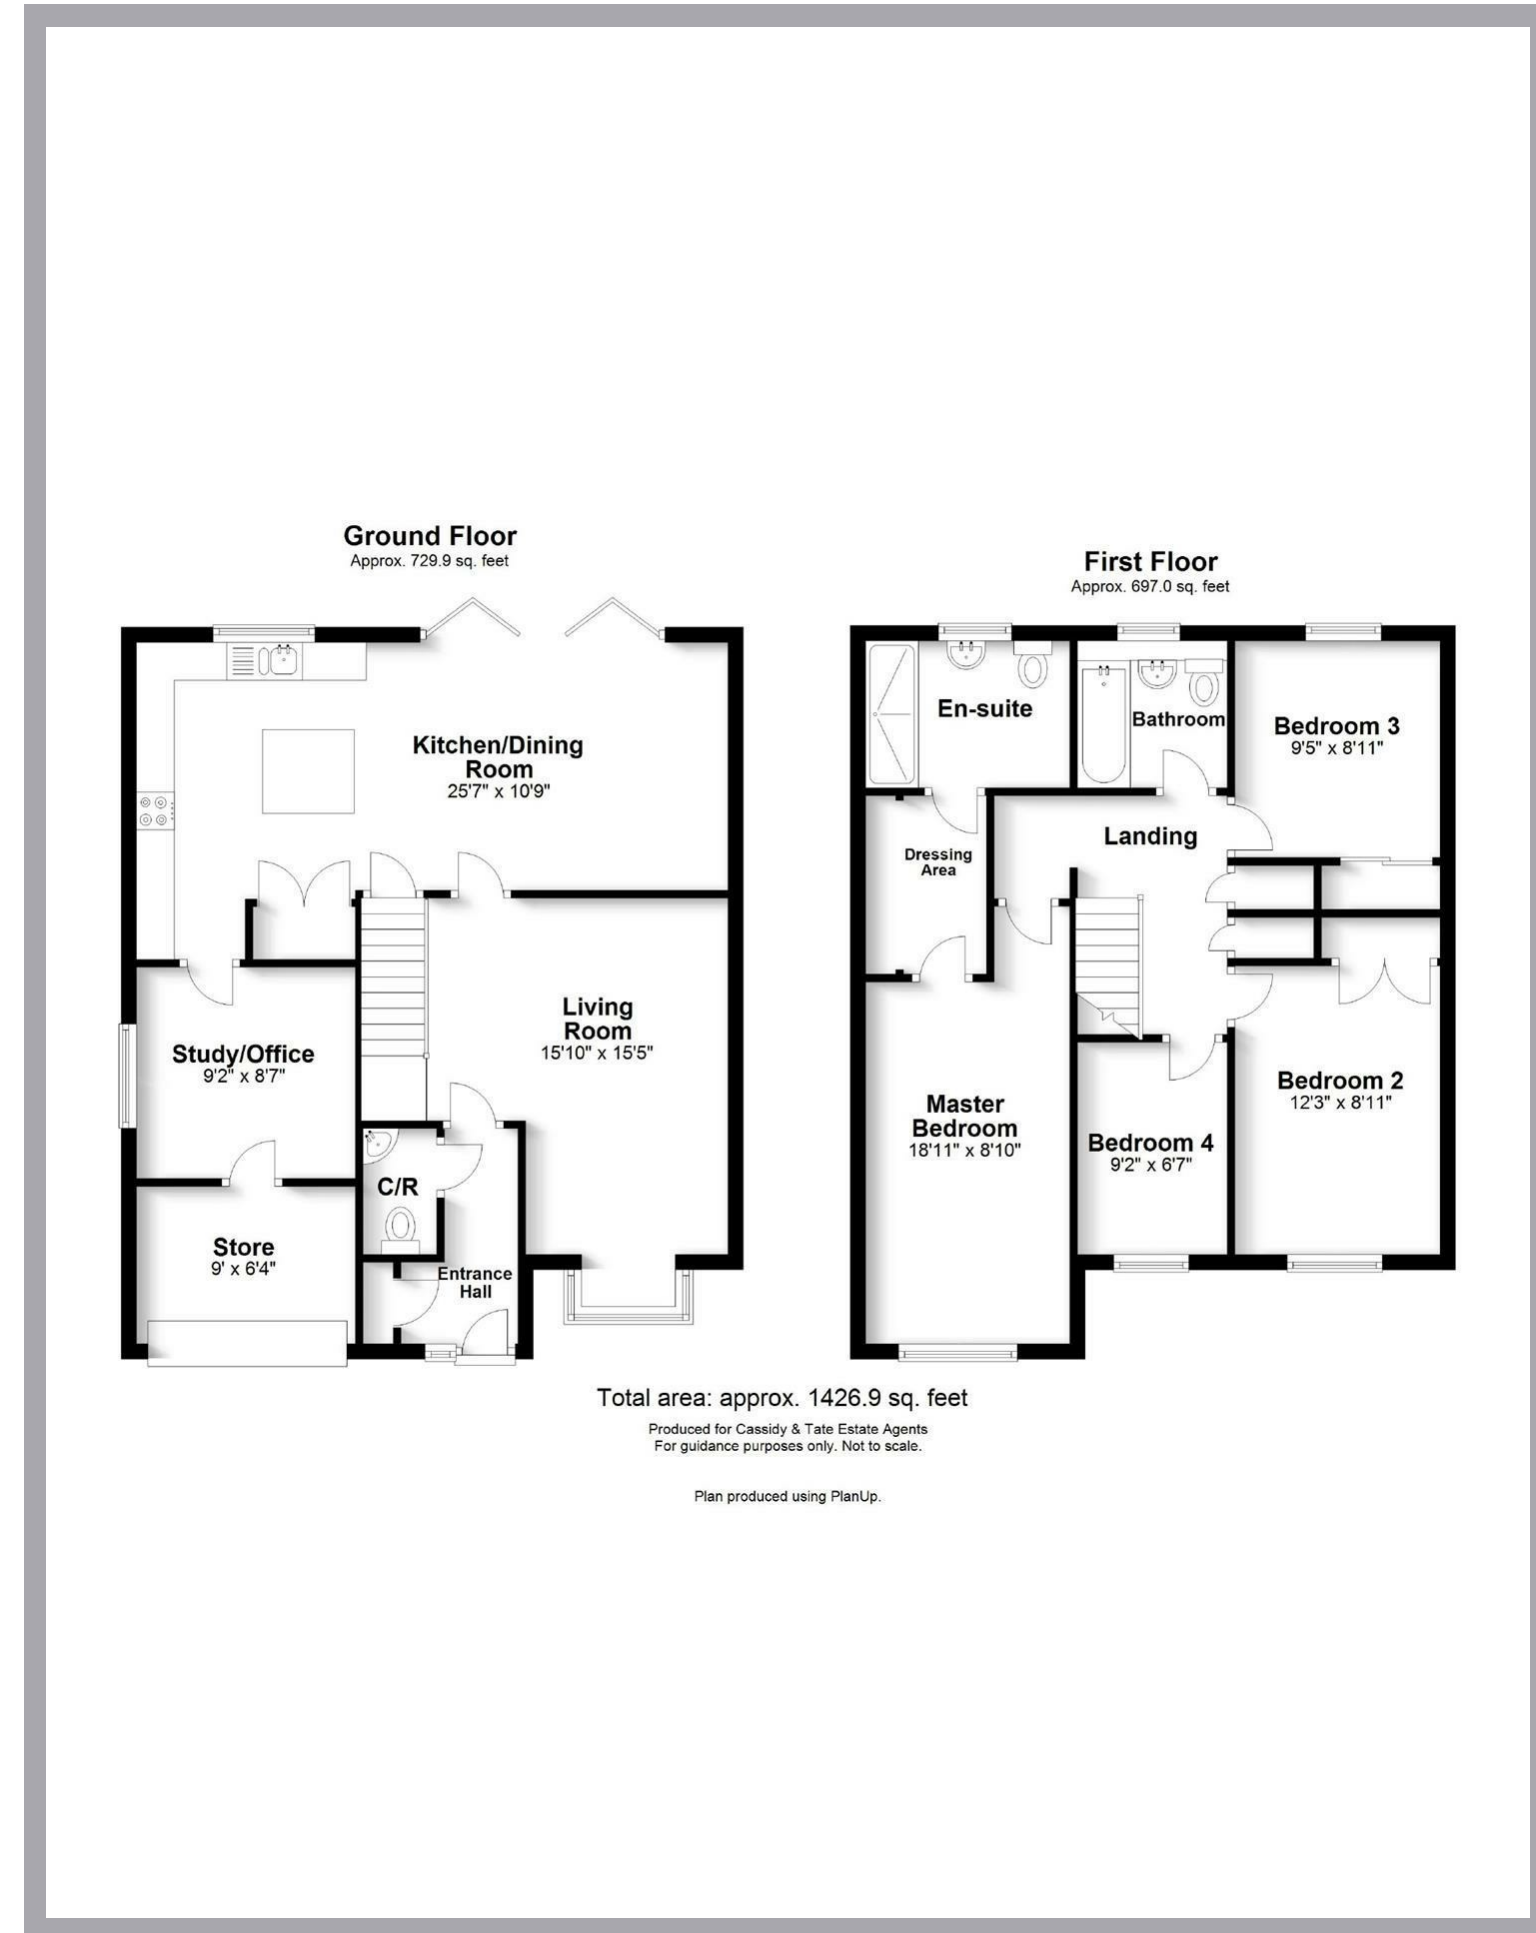 Ground Floor
Approx. 729.9 sq. feet
Kitchen/Dining
Room
25'7" x 10'9"
Living
Room
15'10" x 15'5"
Study/Office
9'2" x 8'7"
C/R
Store
9' x 6'4"
Entrance
Hall
First Floor
Approx. 697.0 sq. feet
En-suite
Bathroom
Bedroom 3
9'5" x 8'11"
Landing
Dressing
Area
Bedroom 2
12'3" x 8'11"
Master
Bedroom
18'11" x 8'10"
Bedroom 4
9'2" x 6'7"
Total area: approx. 1426.9 sq. feet
Produced for Cassidy & Tate Estate Agents
For guidance purposes only. Not to scale.
Plan produced using PlanUp.